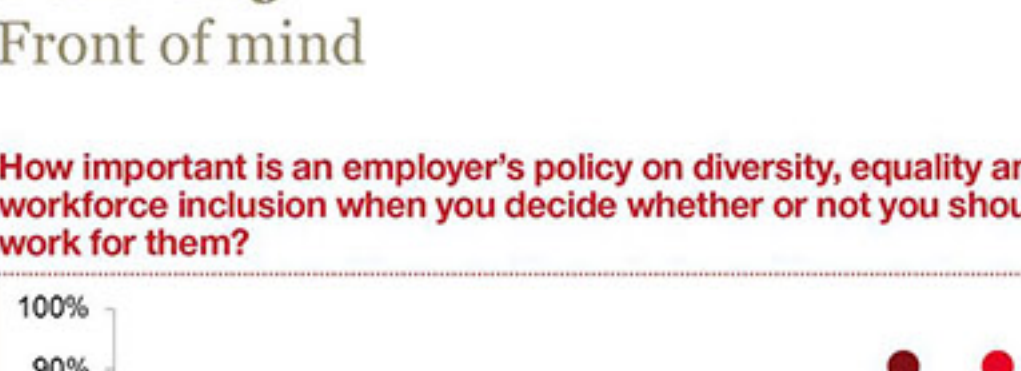 Front of mind
How important is an employer's policy on diversity, equality
workforce inclusion when you decide whether or not you
work for them?
100%
90%